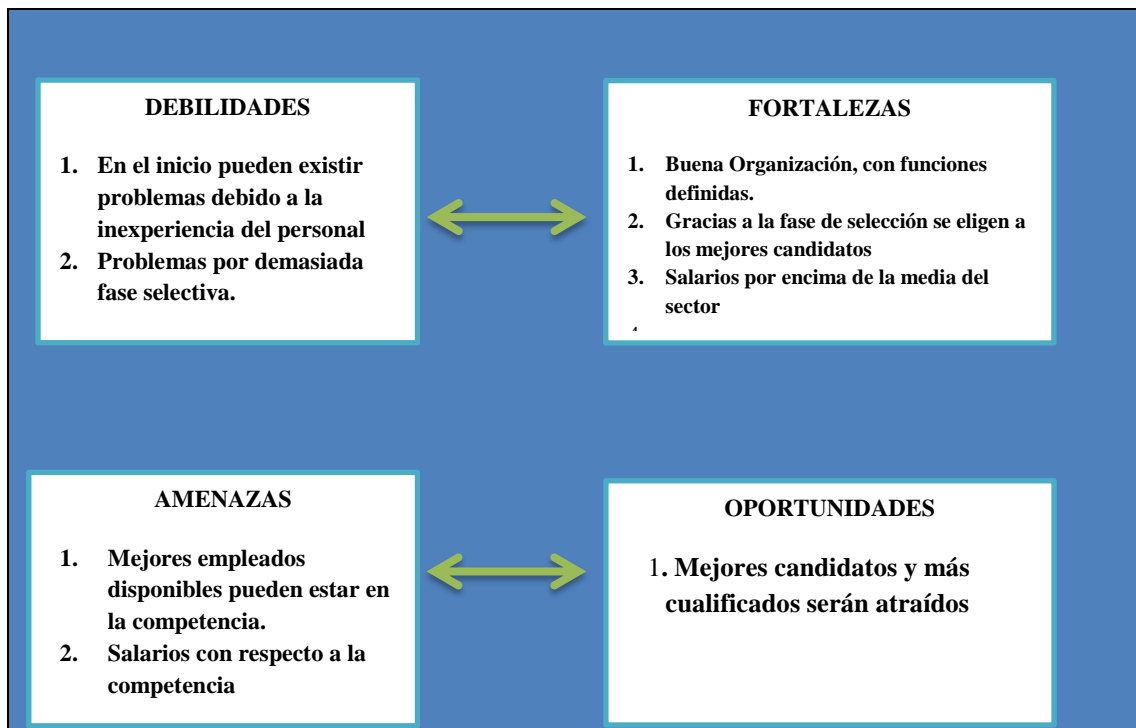 DEBILIDADES
1. En el inicio pueden existir
problemas debido a la
inexperiencia del personal
2. Problemas por demasiada
fase selectiva.
FORTALEZAS
1. Buena Organización, con funciones
definidas.
2. Gracias a la fase de selección se eligen a
los mejores candidatos
3. Salarios por encima de la media del
sector
AMENAZAS
1. Mejores empleados
disponibles pueden estar en
la competencia.
2. Salarios con respecto a la
competencia
OPORTUNIDADES
1. Mejores candidatos y más
cualificados serán atraídos